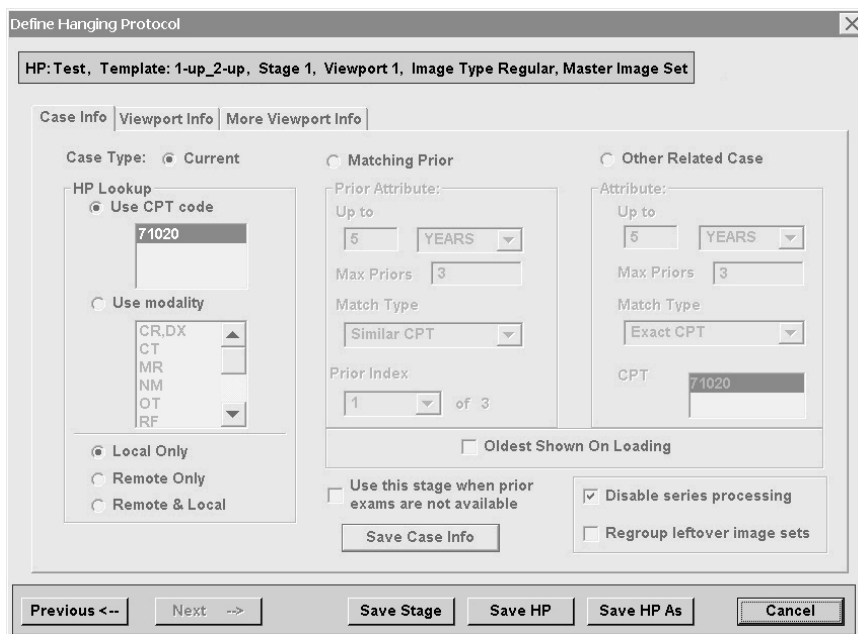 Define Hanging Protocol
HP: Test, Template: 1-up_2-up, Stage 1, Viewport 1, Image Type Regular, Master Image Set
Case Info Viewport Info More Viewport Info
Case Type: Current Matching Prior Other Related Case
HP Lookup
Use CPT code
71020
Use modality
CR,DX
CT
MR
NM
OT
RF
Local Only
Remote Only
Remote & Local
Prior Attribute:
Up to
5 YEARS
Max Priors 3
Match Type
Similar CPT
Prior Index
1 of 3
Attribute:
Up to
5 YEARS
Max Priors 3
Match Type
Exact CPT
CPT 71020
Oldest Shown On Loading
Use this stage when prior
exams are not available
Save Case Info
Disable series processing
Regroup leftover image sets
Previous <-- Next --> Save Stage Save HP Save HP As Cancel